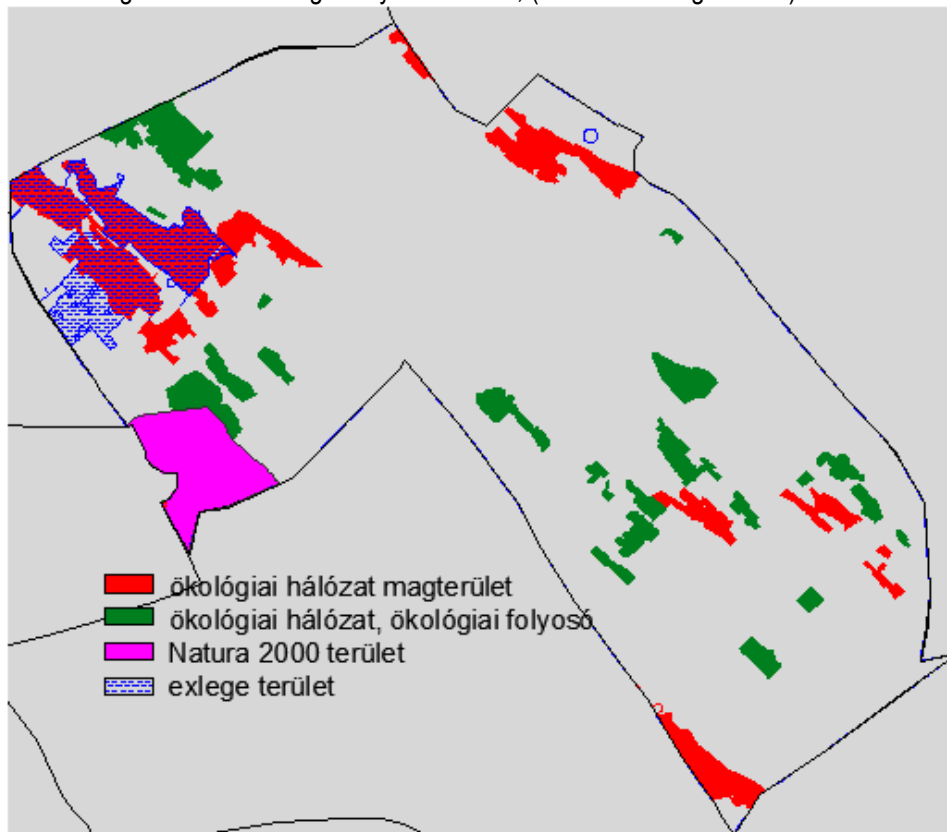 ökológiai hálózat magterület
ökológiai hálózat, ökológiai folyosó
Natura 2000 terület
exlege terület